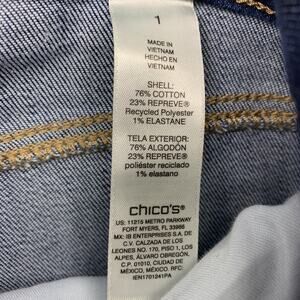 1
MADE IN
VIETNAM
HECHO EN
VIETNAM
SHELL:
76% COTTON
23% REPREVE®
Recycled Polyester
1% ELASTANE
TELA EXTERIOR:
76% ALGODÓN
23% REPREVE®
poliéster reciclado
1% elastano
chico's®
US: 11215 METRO PARKWAY
FORT MYERS, FL 33966
MX: IB ENTERPRISES S.A. DE
C.V. CALZADA DE LOS
LEONES NO. 170, PISO 1, LOS
ALPES, ÁLVARO OBREGÓN,
C.P. 01010, CIUDAD DE
MÉXICO, MÉXICO. RFC.
IEN1701241PA